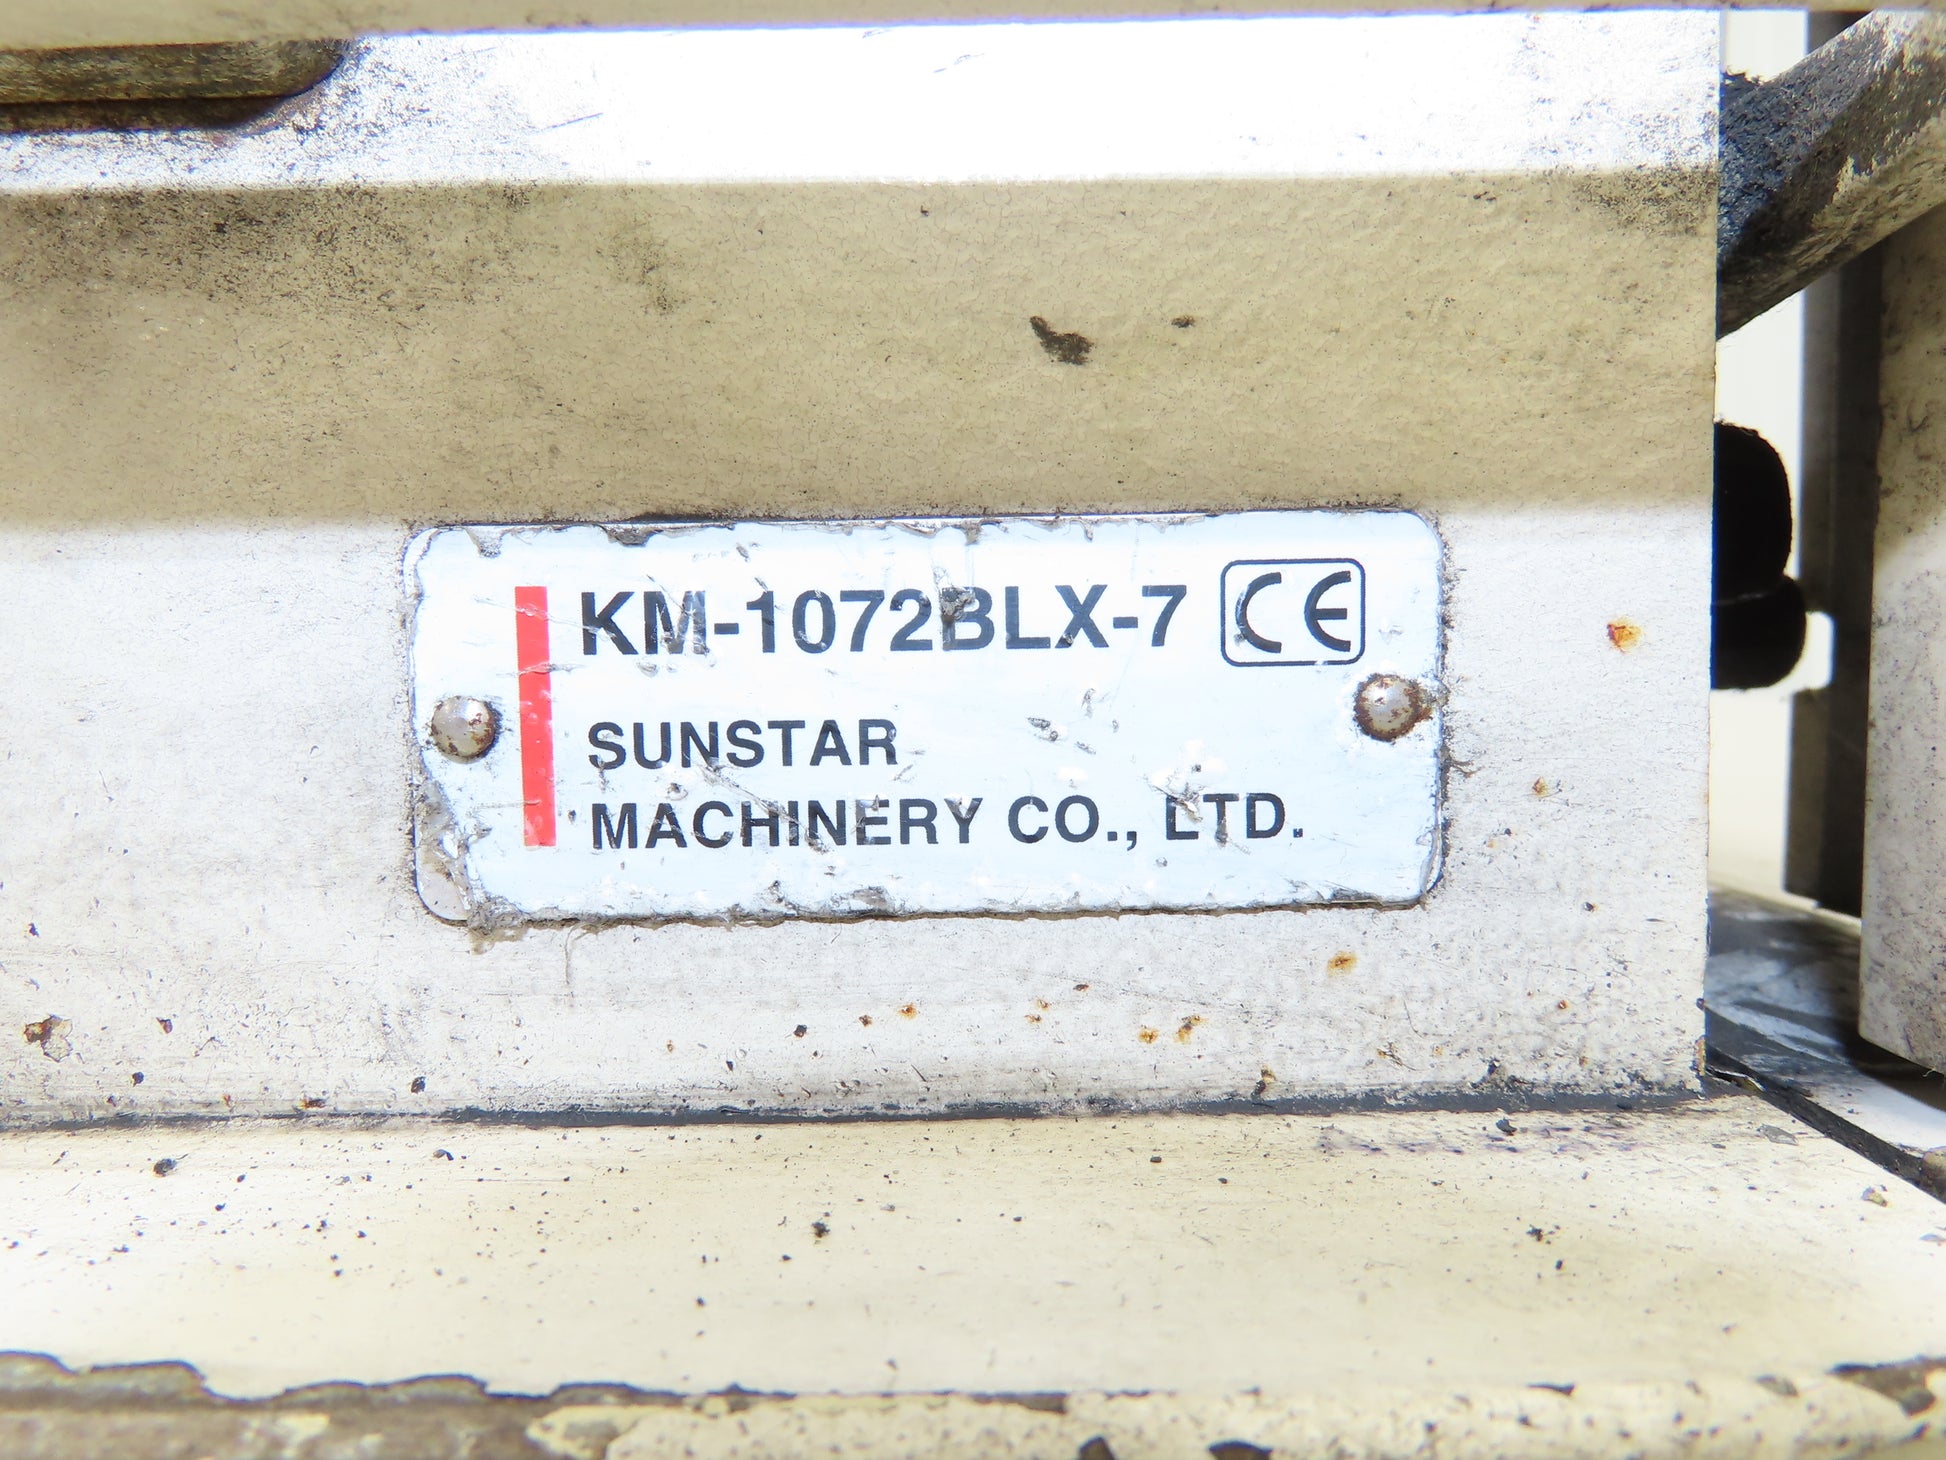 KM-1072BLX-7 CE
SUNSTAR
MACHINERY CO., LTD.